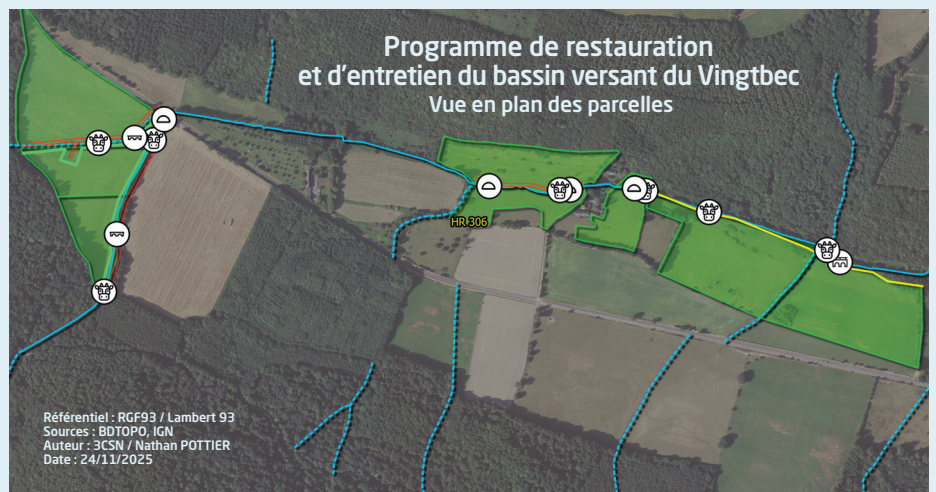 Programme de restauration
et d'entretien du bassin versant du Vingtbec
Vue en plan des parcelles
HR 306
Référentiel : RGF93 / Lambert 93
Sources : BDTOPO, IGN
Auteur : 3CSN / Nathan POTTIER
Date : 24/11/2025